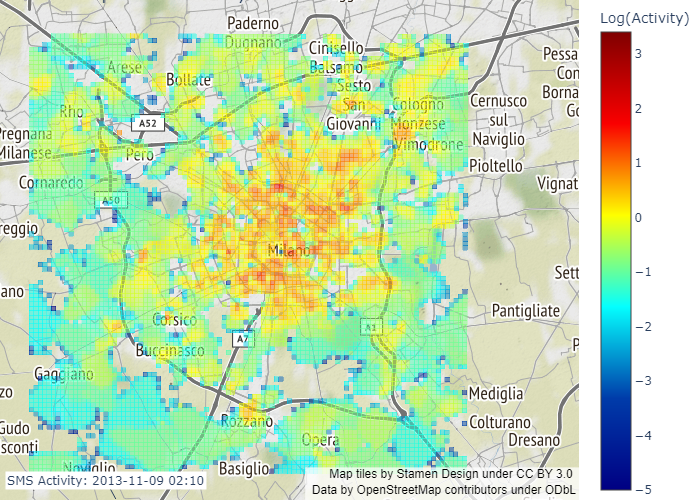 Log(Activity)
Paderno
Dugnano
Cinisello
Balsamo
Arese
Bollate
Sesto
San
Giovanni
Cologno
Monzese
Vimodrone
Pessa
Con
Borna
Go
Cernusco
sul
Naviglio
Rho
A52
Pregnana
Milanese
Pero
Pioltello
Cornaredo
A50
Vignat
reggio
Milano
Sett
ano
Pantigliate
Corsico
A7
A1
Buccinasco
P
Gaggiano
zo
Mediglia
Rozzano
Gudo
sconti
Opera
Colturano
Dresano
Noviglio
Basiglio
SMS Activity: 2013-11-09 02:10
Map tiles by Stamen Design under CC BY 3.0
Data by OpenStreetMap contributors under ODbL
3
2
1
0
−1
−2
−3
−4
−5